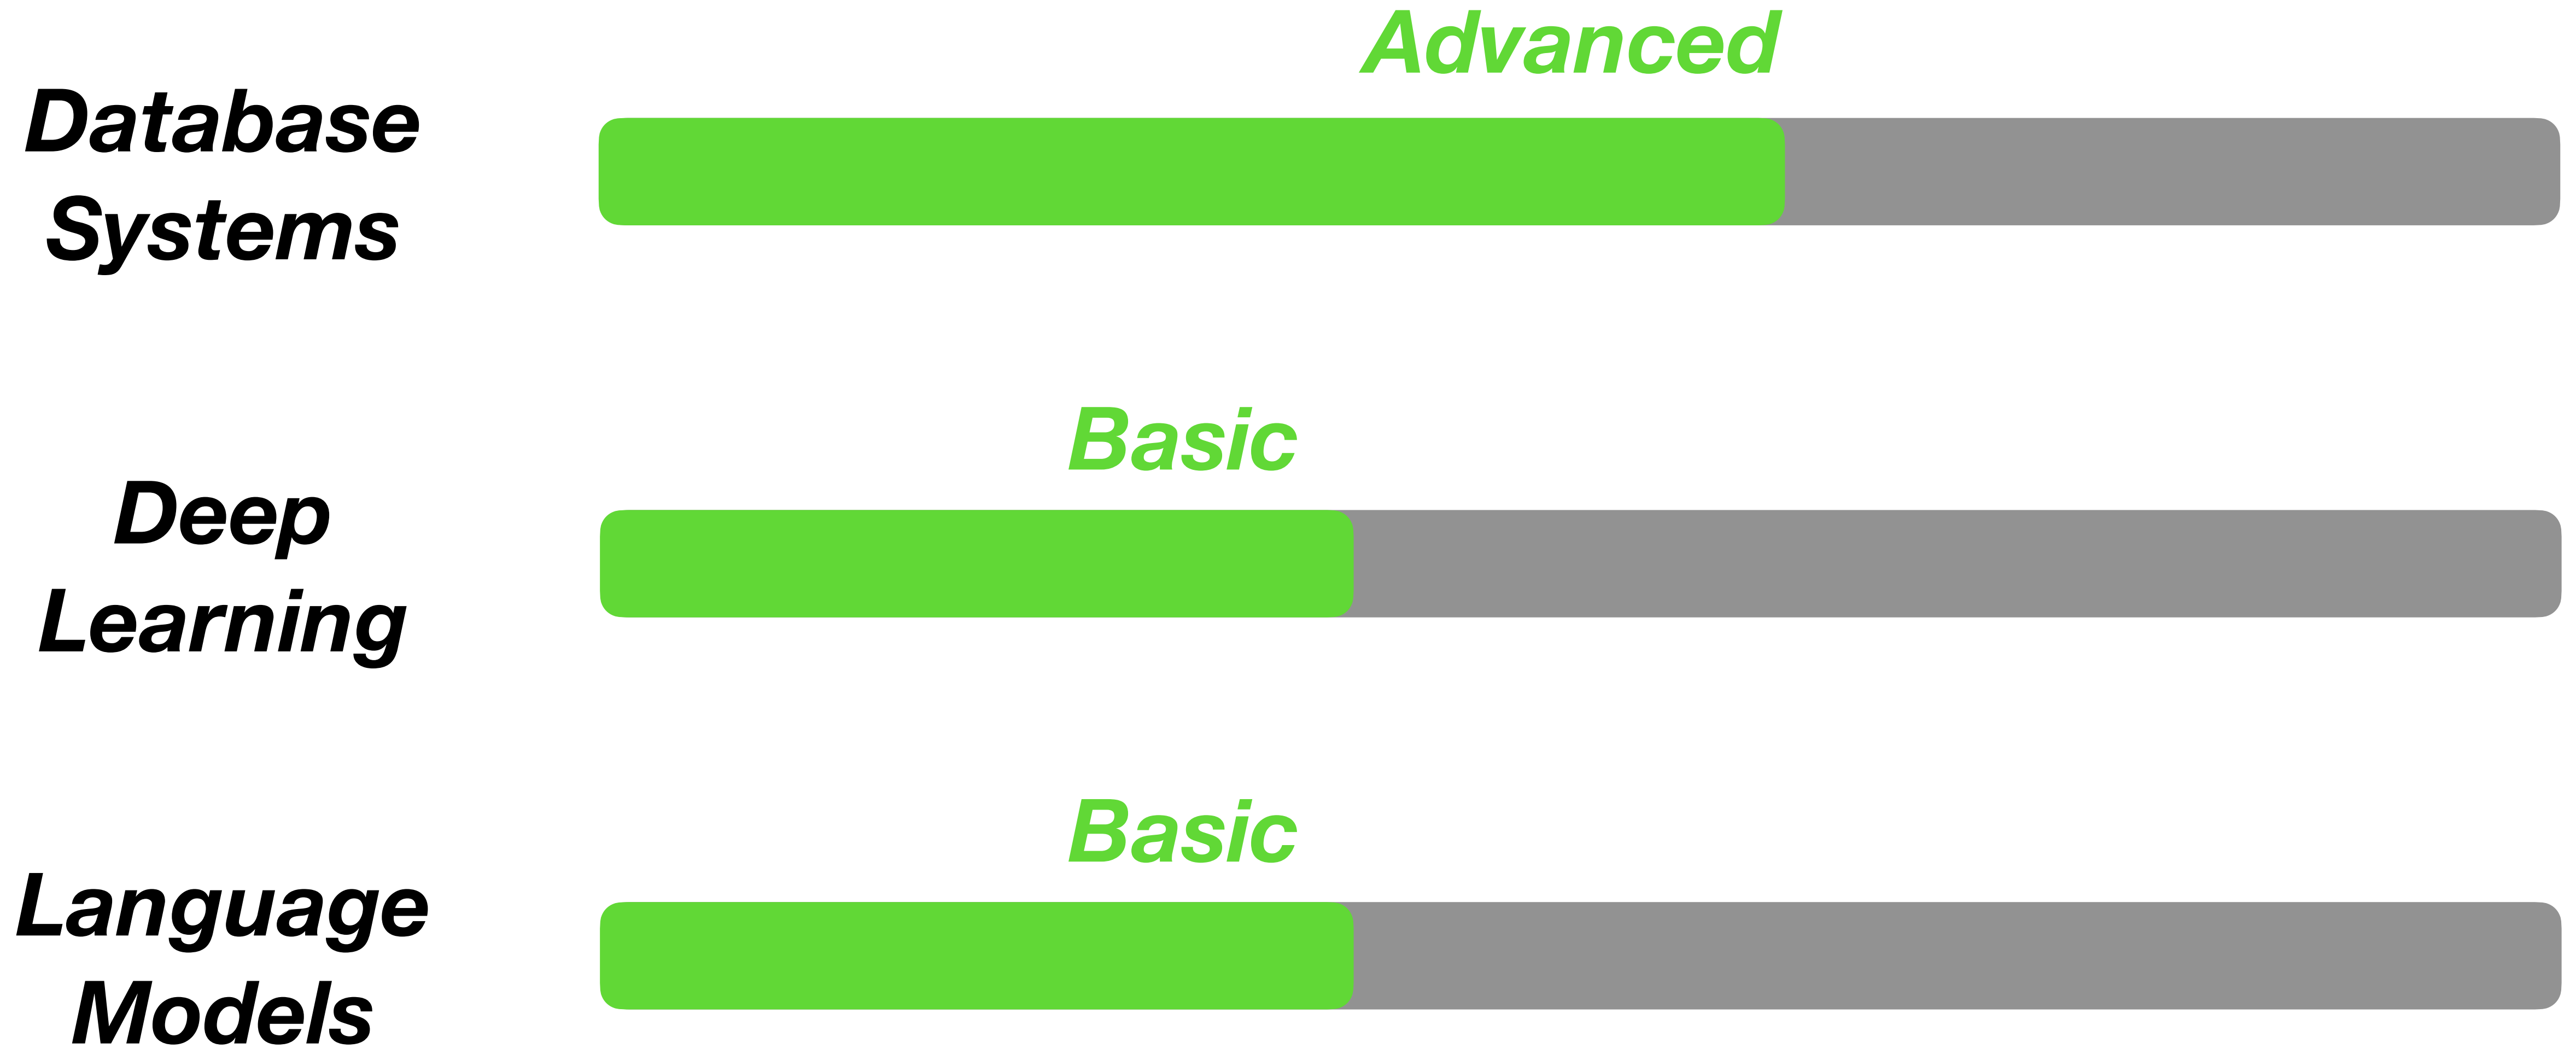 Advanced
Database
Systems
Basic
Deep
Learning
Basic
Language
Models